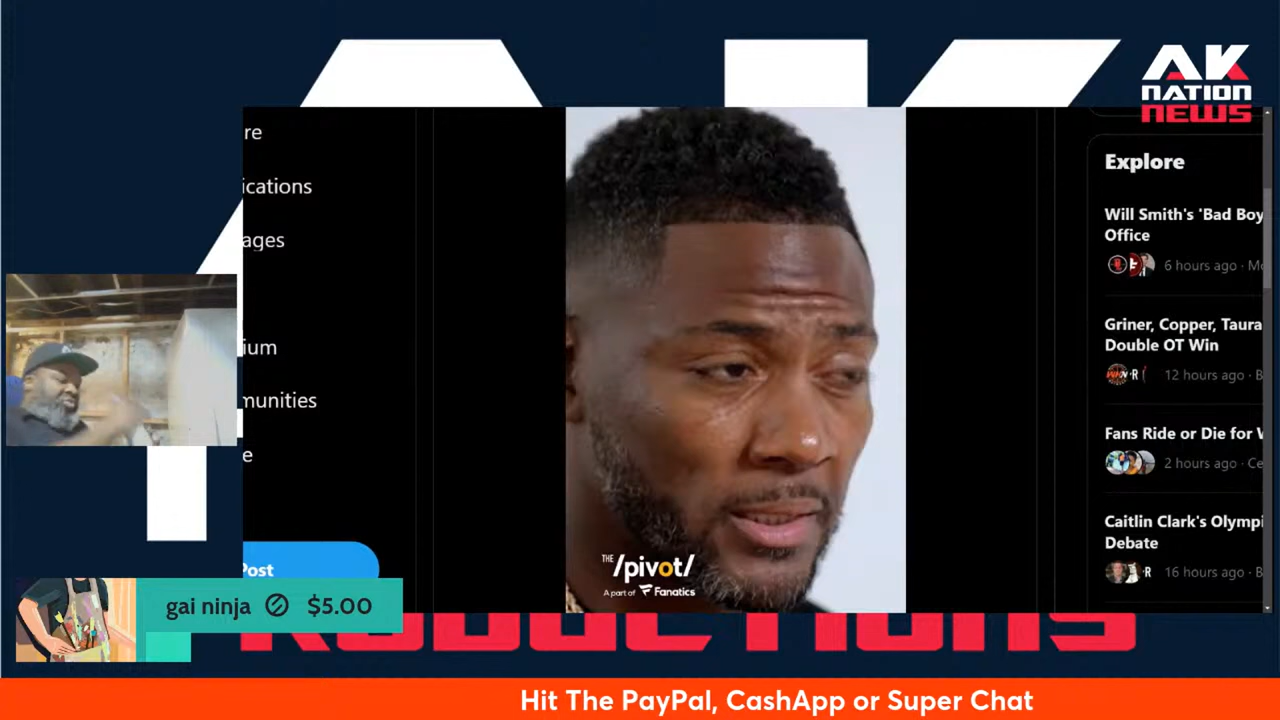 AK
NATION
NEWS
re
ications
ages
ium
munities
e
Post
THE /pivot/
A part of Fanatics
Explore
Will Smith's 'Bad Boy
Office
6 hours ago · Mo
Griner, Copper, Taura
Double OT Win
12 hours ago · B
Fans Ride or Die for
2 hours ago · Ce
Caitlin Clark's Olympi
Debate
16 hours ago · B
gai ninja $5.00
PRODUCTIONS
Hit The PayPal, CashApp or Super Chat